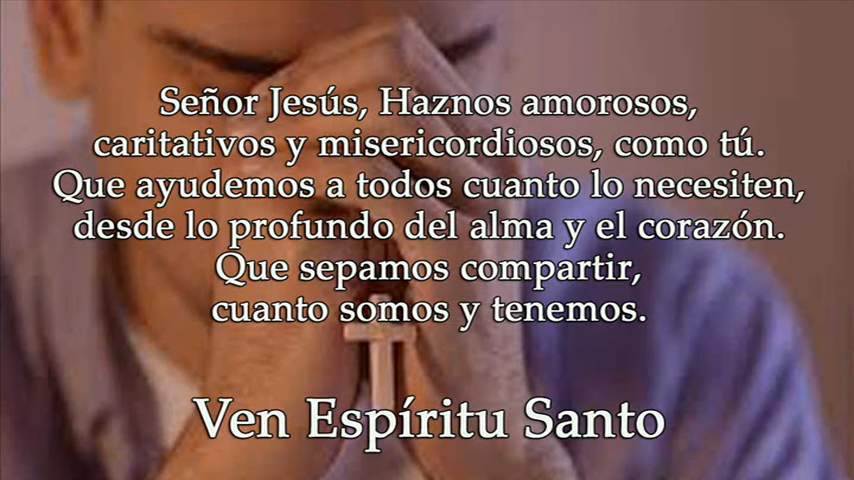 Señor Jesús, Haznos amorosos,
caritativos y misericordiosos, como tú.
Que ayudemos a todos cuanto lo necesiten,
desde lo profundo del alma y el corazón.
Que sepamos compartir,
cuanto somos y tenemos.
Ven Espíritu Santo